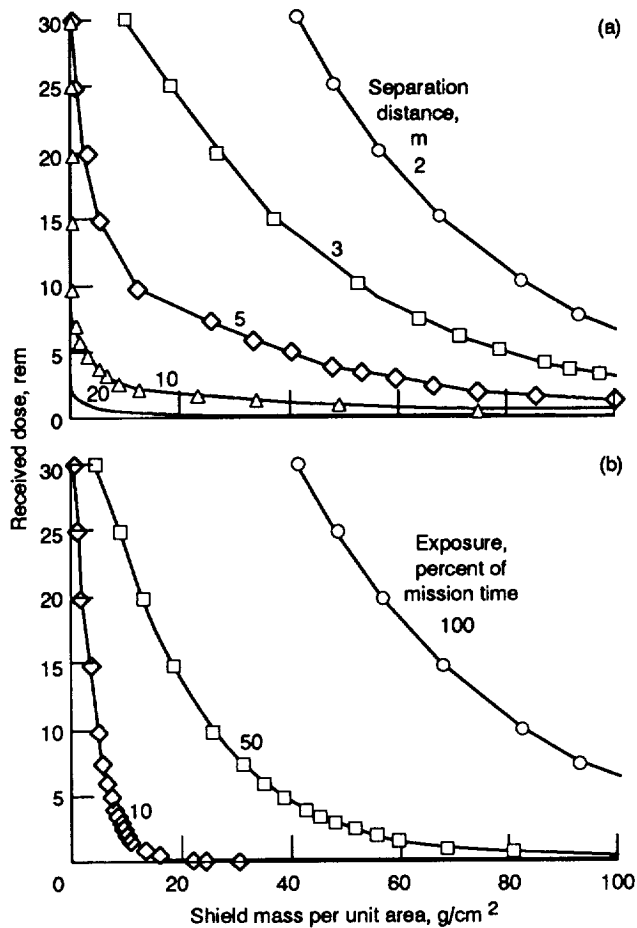 (a)
30
25
20
15
10
5
0
Separation
distance,
m
2
3
5
10
20
Received dose, rem
(b)
30
25
20
15
10
5
Exposure,
percent of
mission time
100
50
10
0 20 40 60 80 100
Shield mass per unit area, g/cm 2